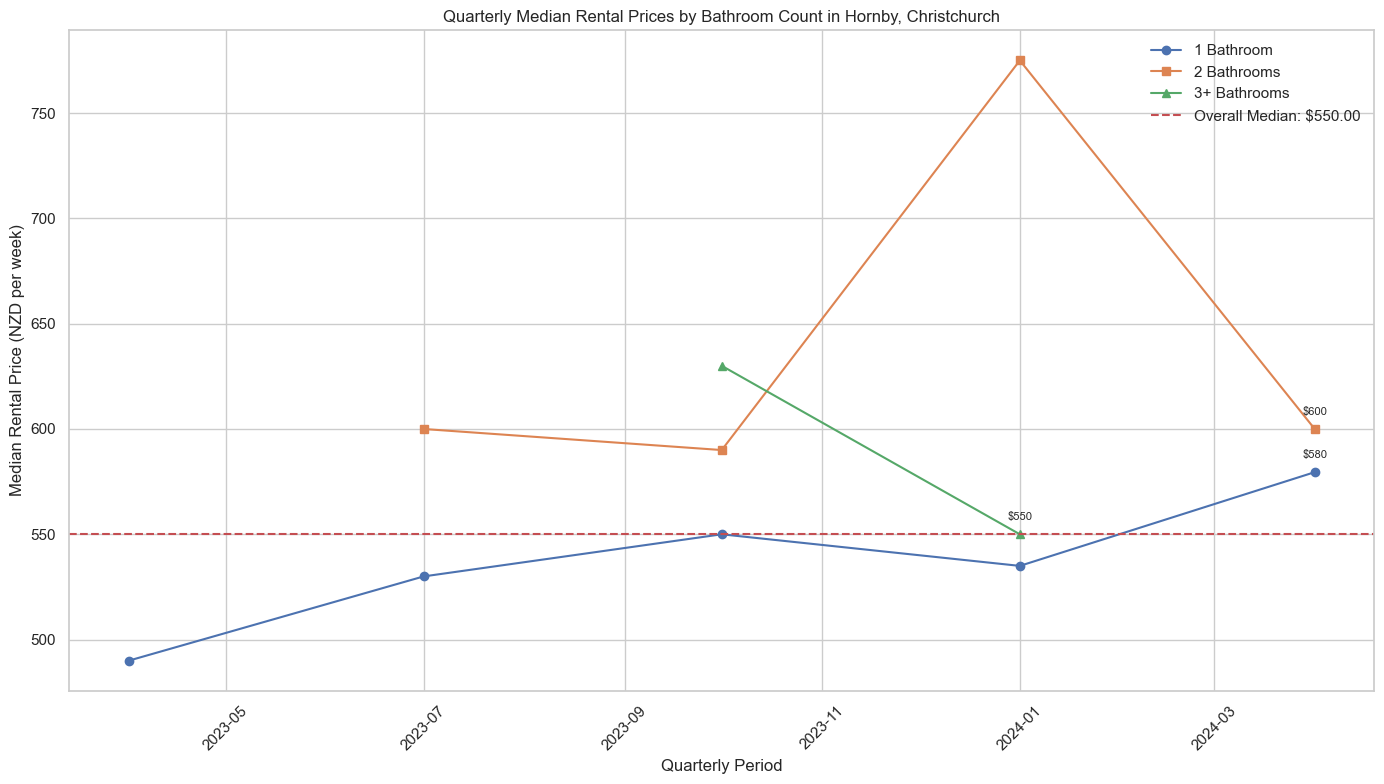 Quarterly Median Rental Prices by Bathroom Count in Hornby, Christchurch
1 Bathroom
2 Bathrooms
3+ Bathrooms
Overall Median: $550.00
Median Rental Price (NZD per week)
750
700
650
600
550
500
$600
$580
$550
2023-05
2023-07
2023-09
2023-11
2024-01
2024-03
Quarterly Period